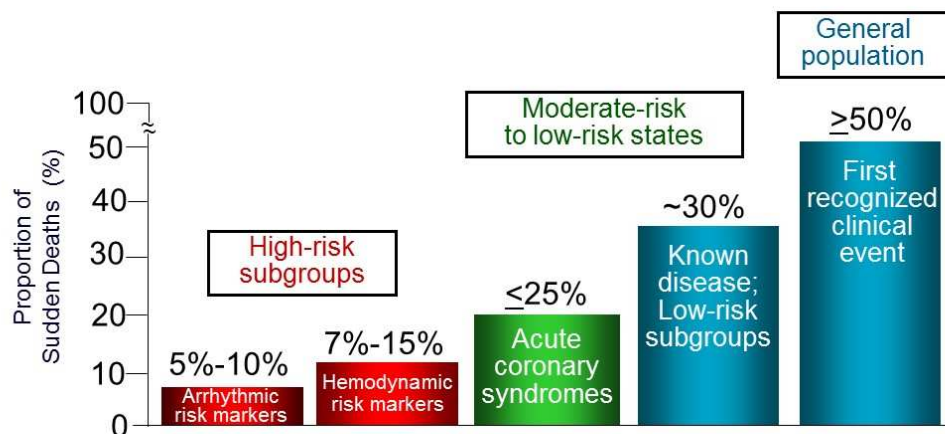 General
population
Moderate-risk
to low-risk states
High-risk
subgroups
Proportion of
Sudden Deaths (%)
100
50
40
30
20
10
0
5%-10%
Arrhythmic
risk markers
7%-15%
Hemodynamic
risk markers
≤25%
Acute
coronary
syndromes
~30%
Known
disease;
Low-risk
subgroups
≥50%
First
recognized
clinical
event